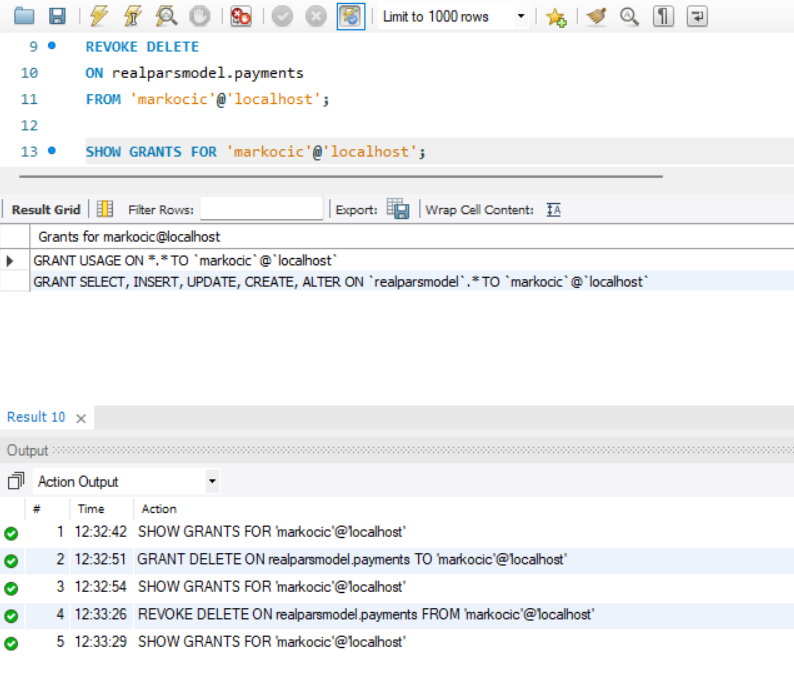 Limit to 1000 rows
9 REVOKE DELETE
10 ON realparsmodel.payments
11 FROM 'markocic'@'localhost';
12
13 SHOW GRANTS FOR 'markocic'@'localhost';
Result Grid Filter Rows: Export: Wrap Cell Content: IA
Grants for markocic@localhost
GRANT USAGE ON *.* TO `markocic`@`localhost`
GRANT SELECT, INSERT, UPDATE, CREATE, ALTER ON `realparsmodel`.* TO `markocic`@`localhost`
Result 10
Output
Action Output
# Time Action
1 12:32:42 SHOW GRANTS FOR 'markocic'@'localhost'
2 12:32:51 GRANT DELETE ON realparsmodel.payments TO 'markocic'@'localhost'
3 12:32:54 SHOW GRANTS FOR 'markocic'@'localhost'
4 12:33:26 REVOKE DELETE ON realparsmodel.payments FROM 'markocic'@'localhost'
5 12:33:29 SHOW GRANTS FOR 'markocic'@'localhost'